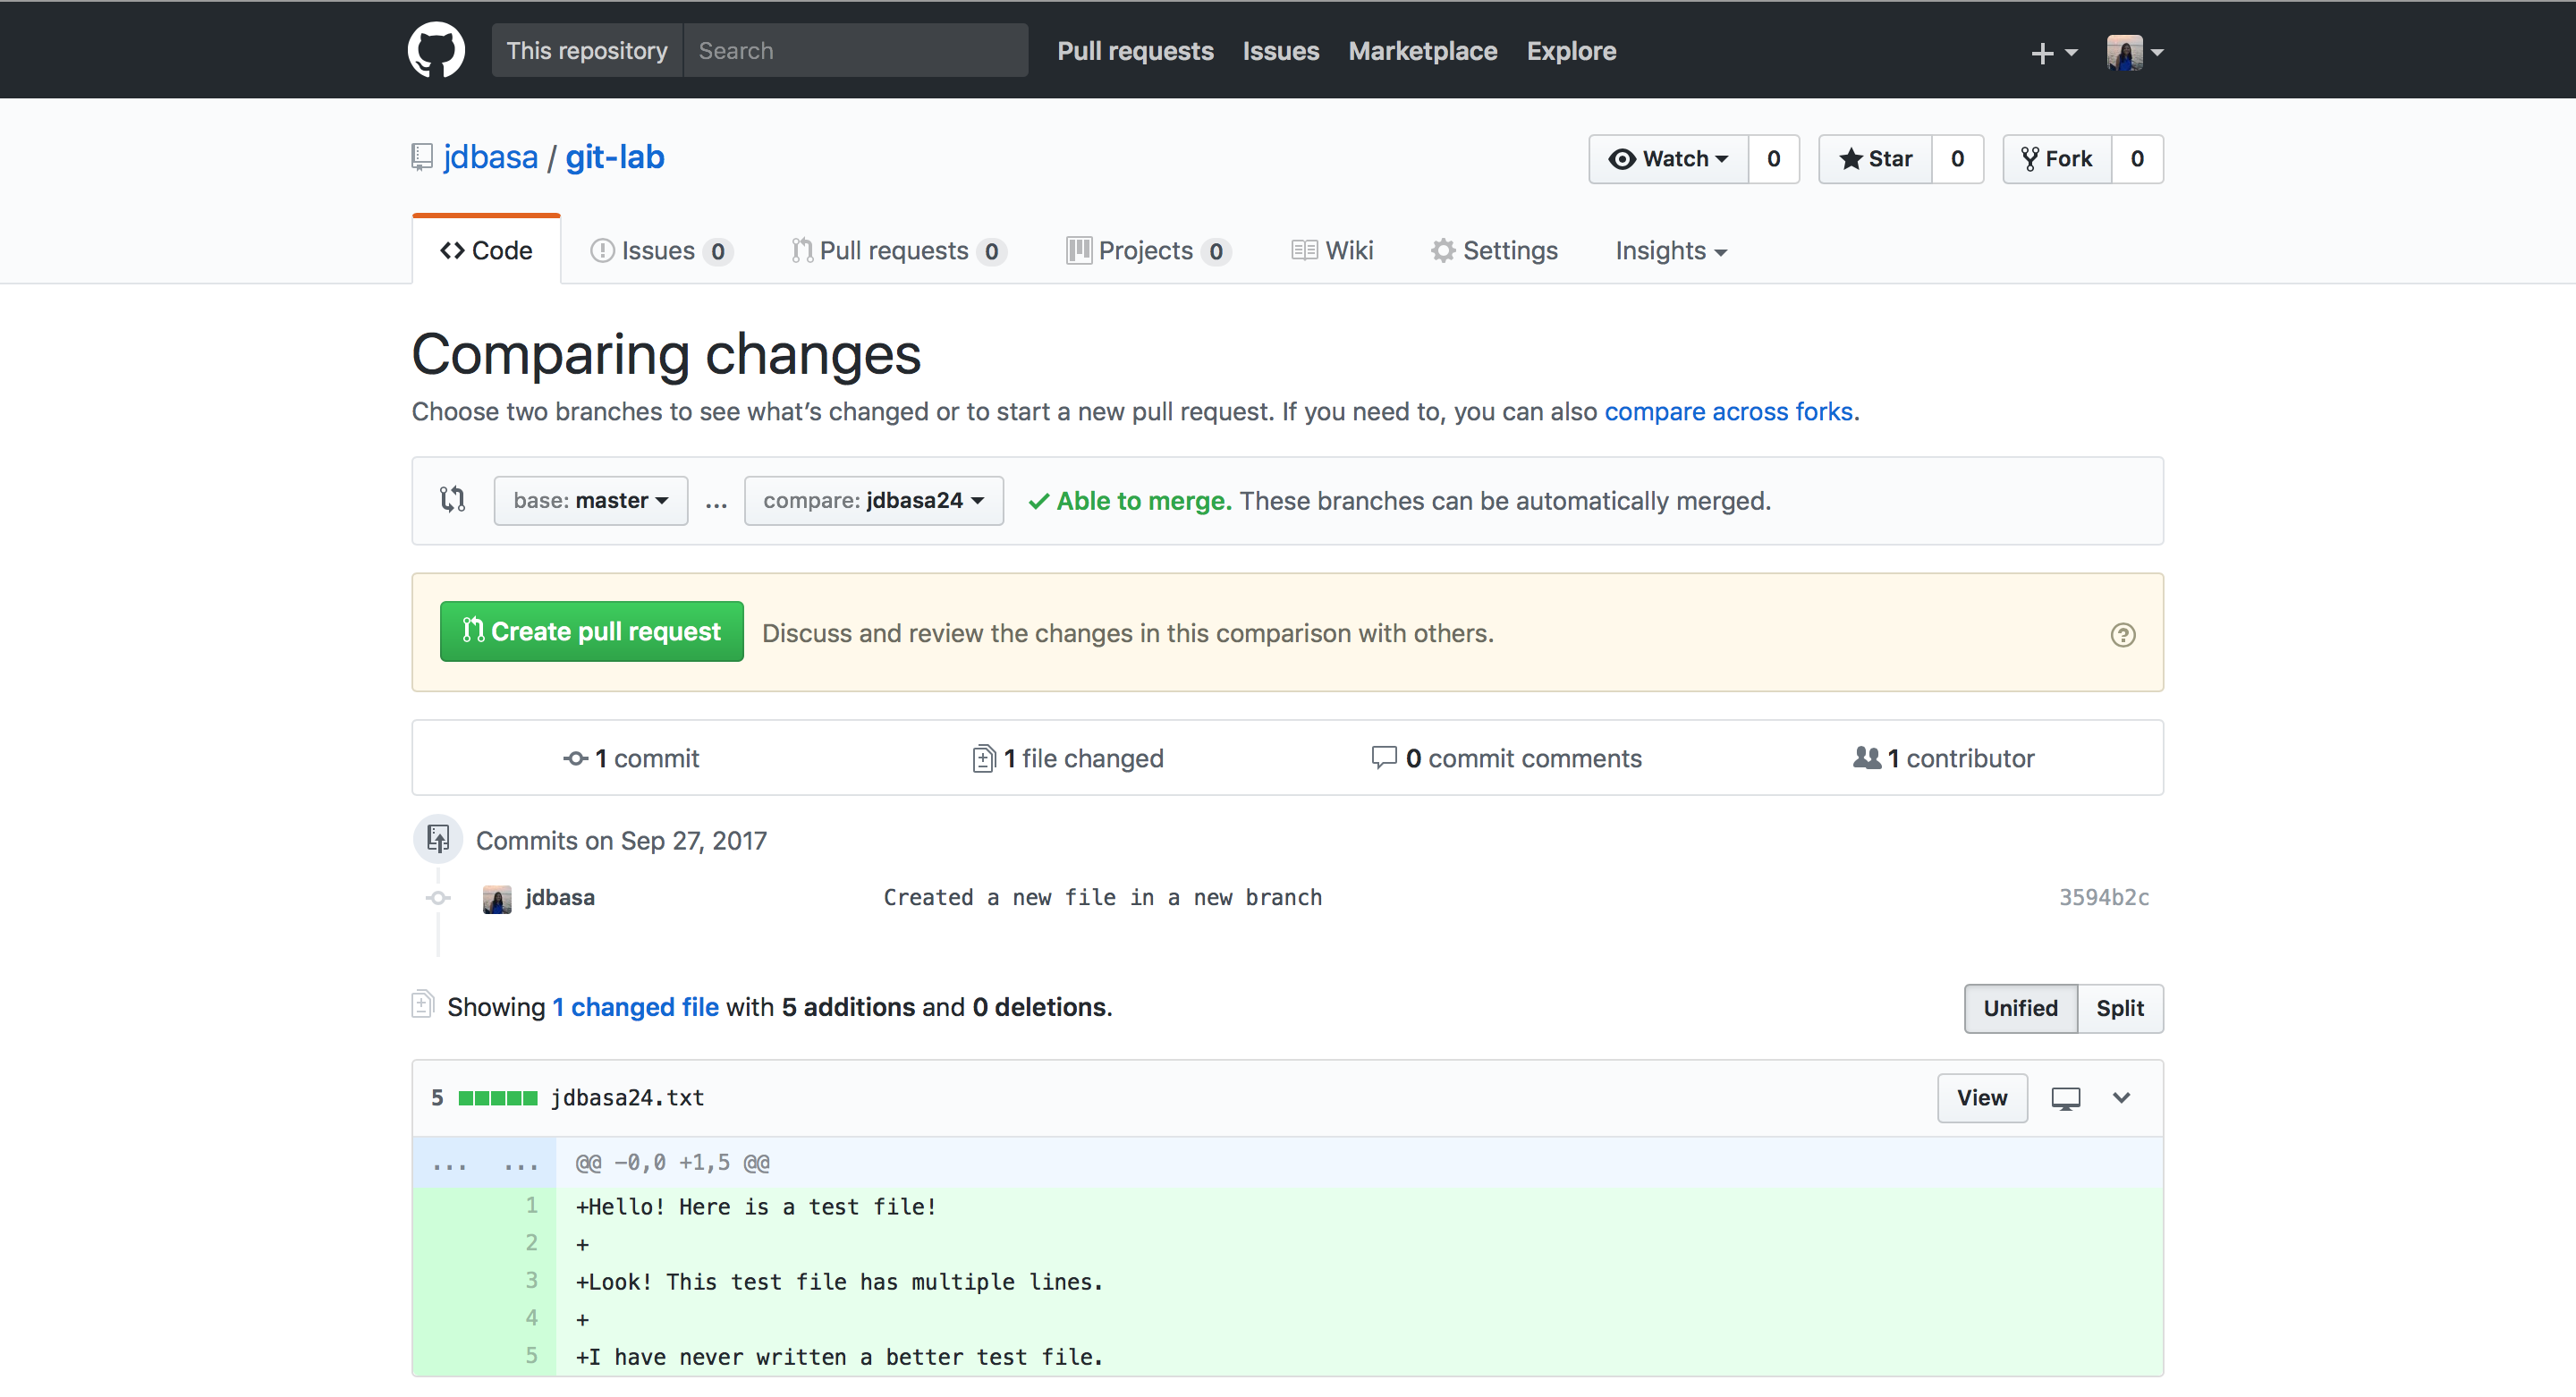 This repository Search Pull requests Issues Marketplace Explore
jdbasa / git-lab Watch 0 Star 0 Fork 0
Code Issues 0 Pull requests 0 Projects 0 Wiki Settings Insights
Comparing changes
Choose two branches to see what’s changed or to start a new pull request. If you need to, you can also compare across forks.
base: master ... compare: jdbasa24 Able to merge. These branches can be automatically merged.
Create pull request Discuss and review the changes in this comparison with others.
1 commit 1 file changed 0 commit comments 1 contributor
Commits on Sep 27, 2017
jdbasa Created a new file in a new branch 3594b2c
Showing 1 changed file with 5 additions and 0 deletions. Unified Split
5 jdbasa24.txt View
... ... @@ -0,0 +1,5 @@
1 +Hello! Here is a test file!
2 +
3 +Look! This test file has multiple lines.
4 +
5 +I have never written a better test file.